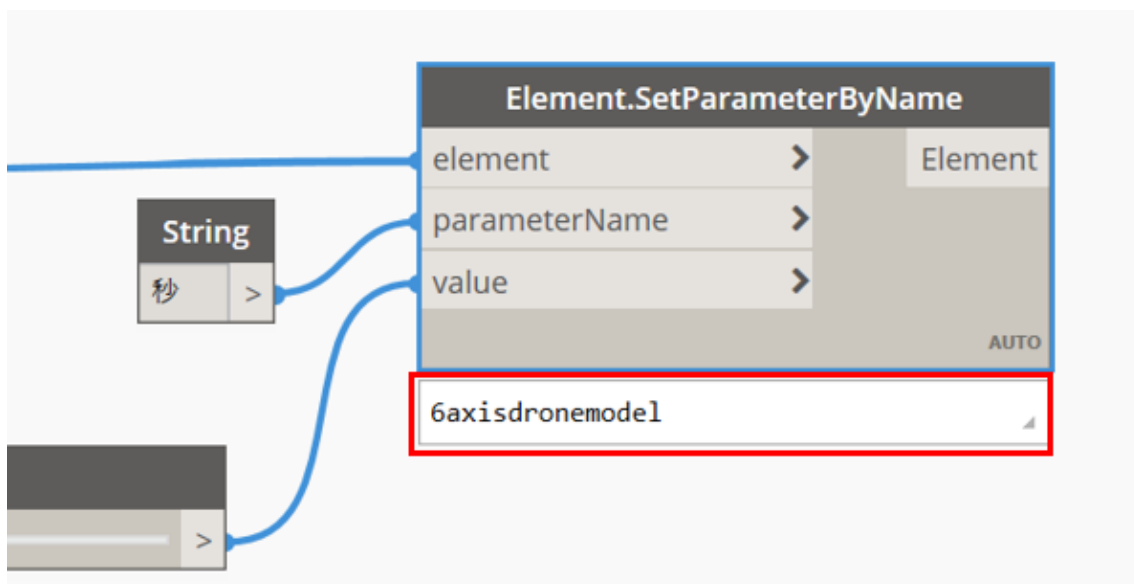 Element.SetParameterByName
element > Element
parameterName >
String
秒 >
value >
AUTO
6axisdronemodel
>